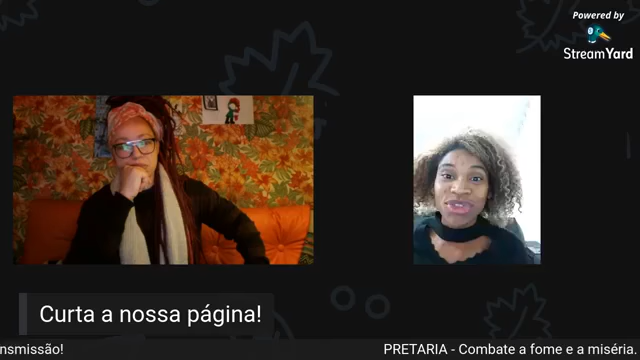 Powered by
StreamYard
Curta a nossa página!
nsmissão!
PRETARIA - Combate a fome e a miséria.